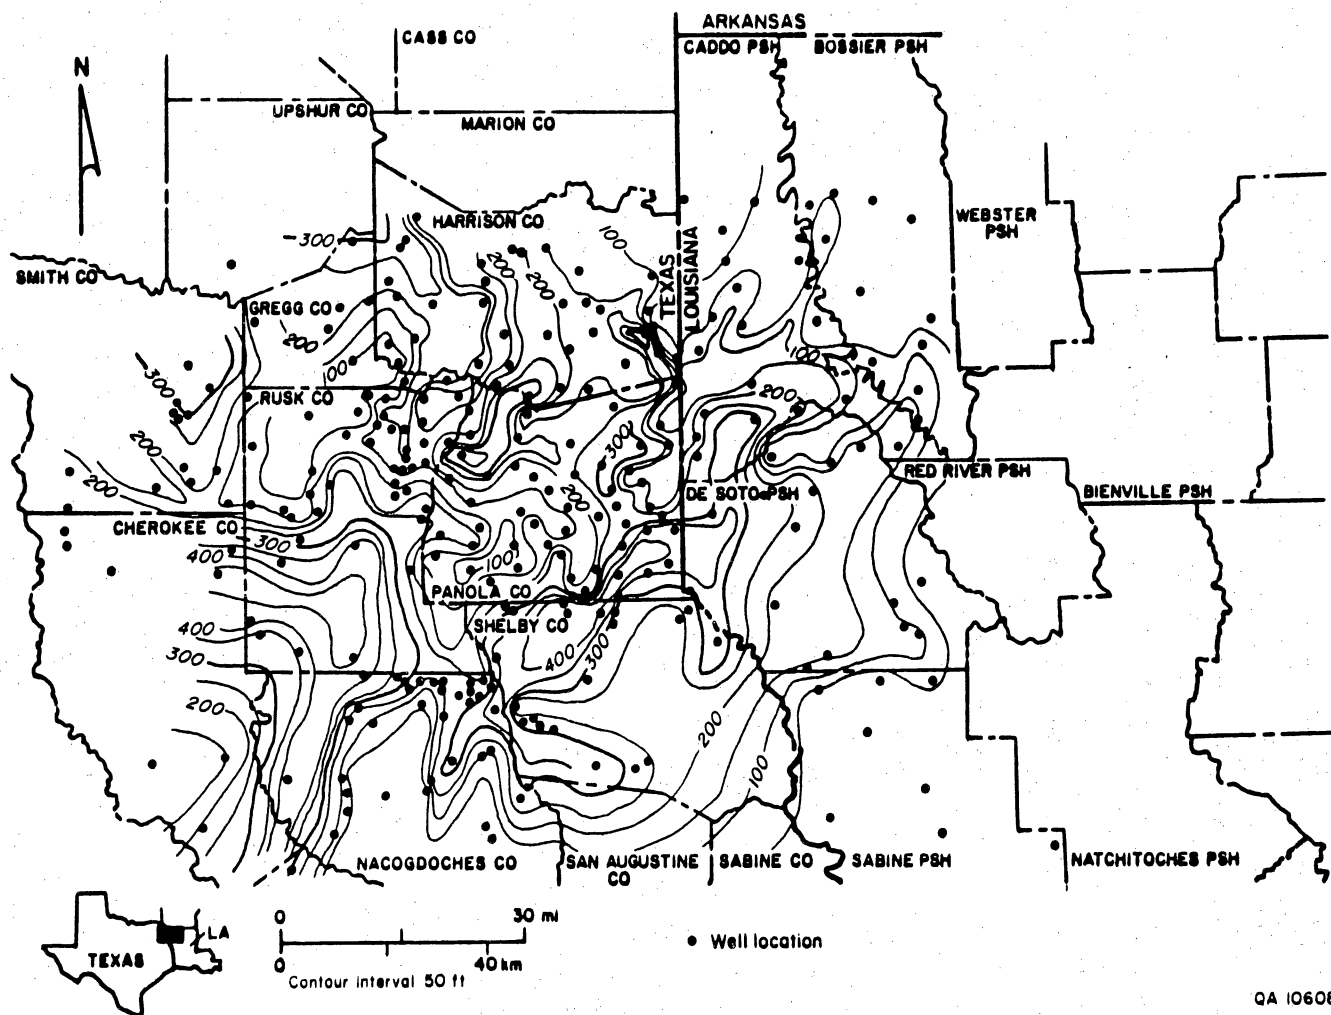 ARKANSAS
CASS CO
CADDO PSH
BOSSIER PSH
N
UPSHUR CO
MARION CO
HARRISON CO
WEBSTER
PSH
300
100
TEXAS
LOUISIANA
SMITH CO
200
200
GREGG CO
200
100
100
300
RUSK CO
200
200
300
RED RIVER PSH
200
DE SOTO PSH
BIENVILLE PSH
200
CHEROKEE CO
300
400
100
PANOLA CO
SHELBY CO
400
300
400
300
200
200
100
NACOGDOCHES CO
SAN AUGUSTINE
CO
SABINE CO
SABINE PSH
NATCHITOCHES PSH
0
30 mi
LA
TEXAS
0
40 km
Contour interval 50 ft
Well location
QA 10608